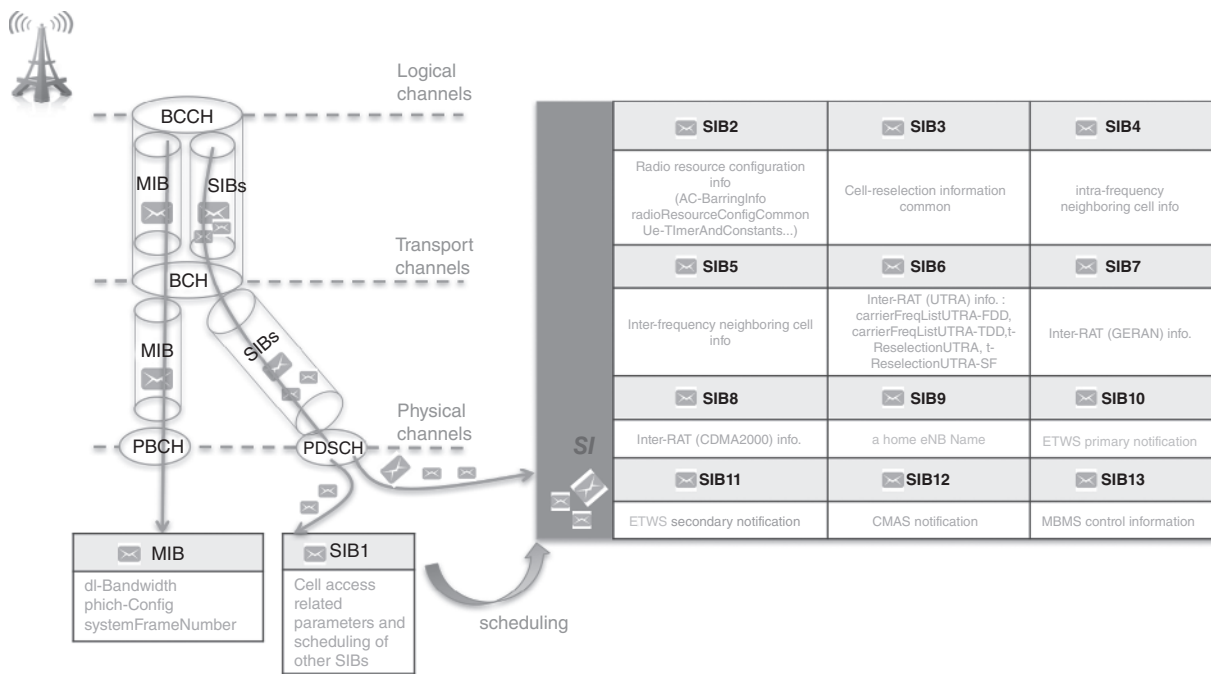 Logical
channels
BCCH
MIB
SIBs
Transport
channels
BCH
MIB
SIBs
Physical
channels
PBCH
PDSCH
MIB
dl-Bandwidth
phich-Config
systemFrameNumber
SIB1
Cell access
related
parameters and
scheduling of
other SIBs
scheduling
SI
SIB2
SIB3
SIB4
Radio resource configuration
info
(AC-BarringInfo
radioResourceConfigCommon
Ue-TImerAndConstants...)
Cell-reselection information
common
intra-frequency
neighboring cell info
SIB5
SIB6
SIB7
Inter-frequency neighboring cell
info
Inter-RAT (UTRA) info. :
carrierFreqListUTRA-FDD,
carrierFreqListUTRA-TDD,t-
ReselectionUTRA, t-
ReselectionUTRA-SF
Inter-RAT (GERAN) info.
SIB8
SIB9
SIB10
Inter-RAT (CDMA2000) info.
a home eNB Name
ETWS primary notification
SIB11
SIB12
SIB13
ETWS secondary notification
CMAS notification
MBMS control information